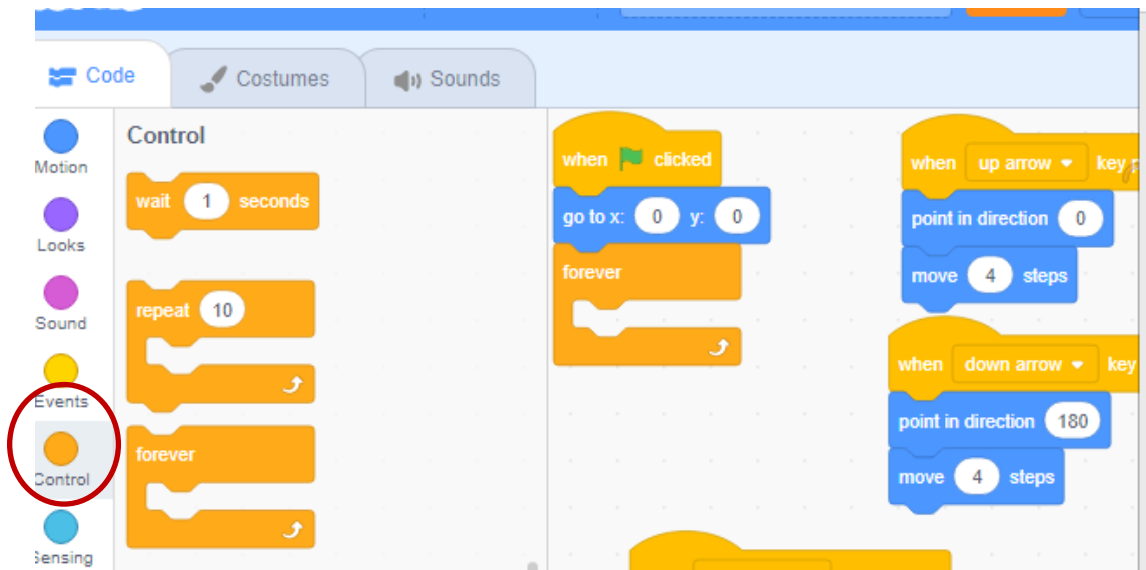 Code
Costumes
Sounds
Motion
Looks
Sound
Events
Control
Sensing
Control
wait 1 seconds
repeat 10
forever
when clicked
go to x: 0 y: 0
forever
when up arrow key
point in direction 0
move 4 steps
when down arrow key
point in direction 180
move 4 steps